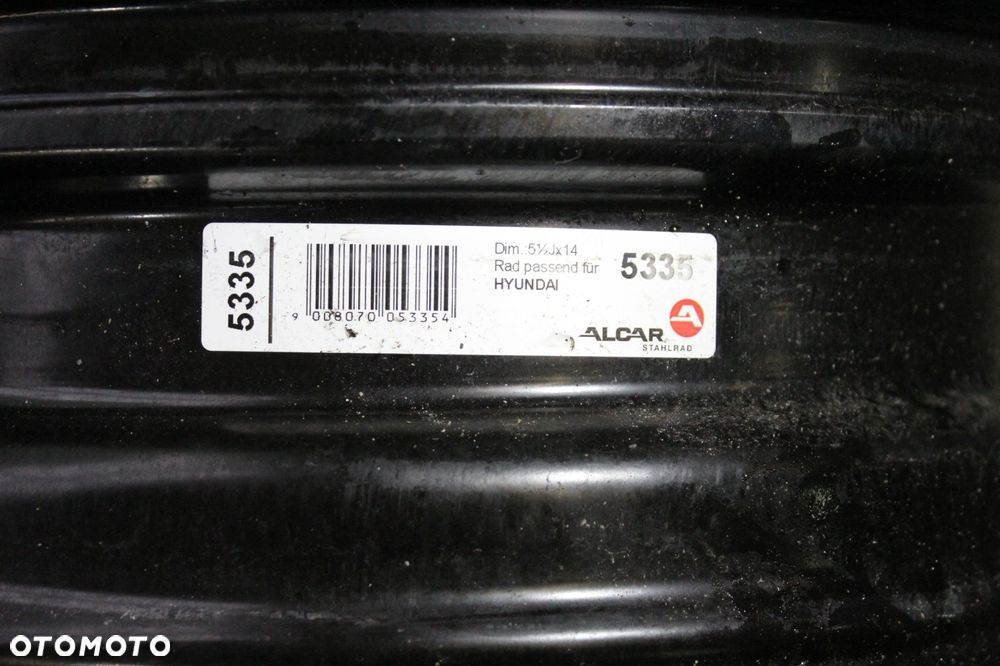 5335
9 008070 053354
Dim.:5½Jx14
Rad passend für
HYUNDAI
5335
ALCAR
STAHLRAD
OTOMOTO